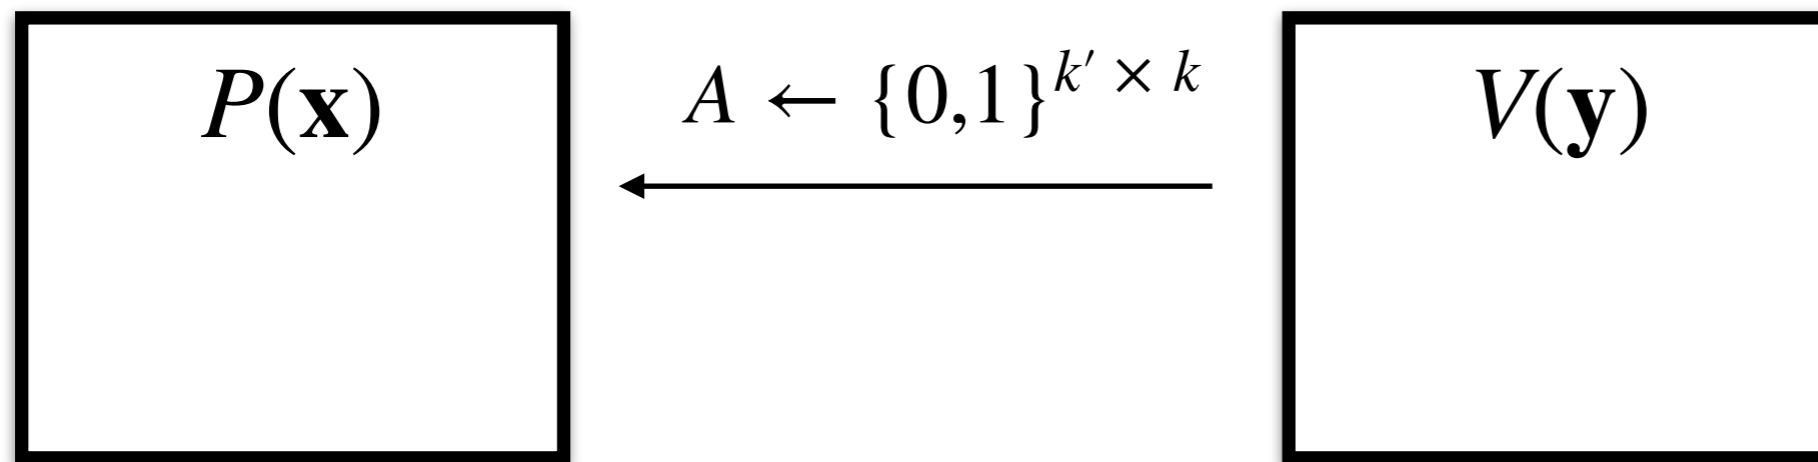 P(𝐱)
A ← {0,1}^{k′ × k}
V(𝐲)